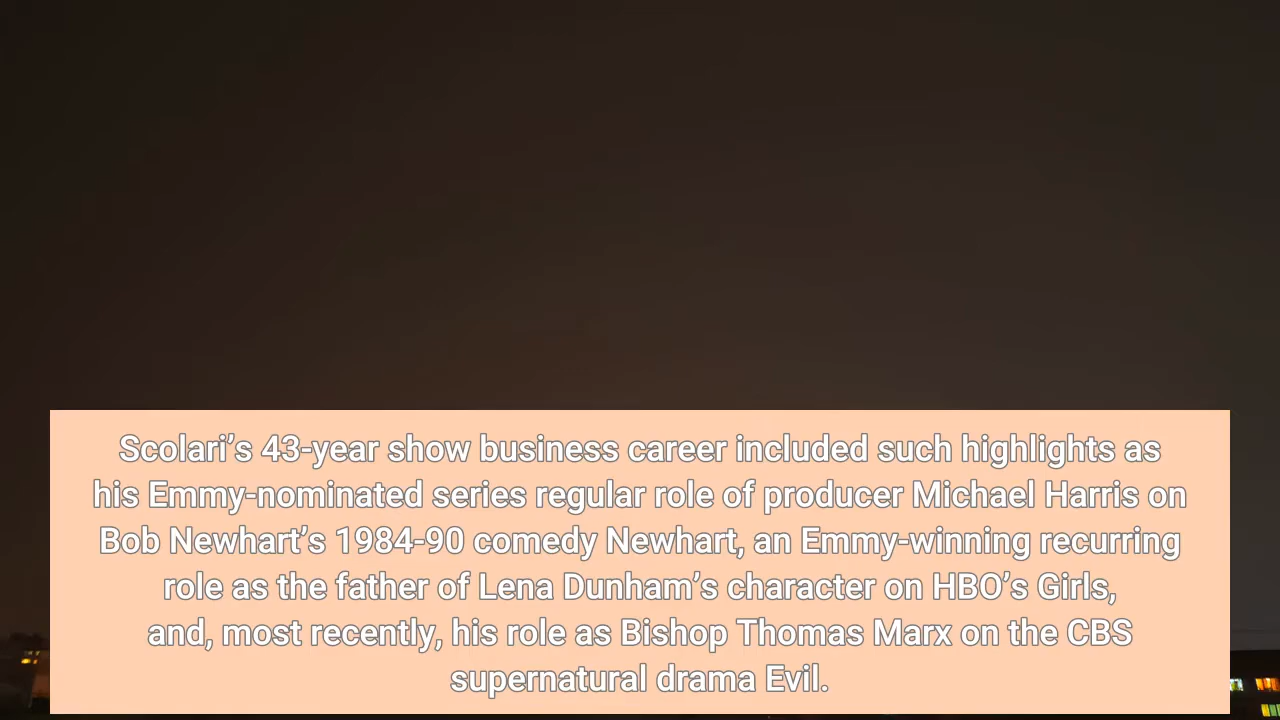 Scolari’s 43-year show business career included such highlights as
his Emmy-nominated series regular role of producer Michael Harris on
Bob Newhart’s 1984-90 comedy Newhart, an Emmy-winning recurring
role as the father of Lena Dunham’s character on HBO’s Girls,
and, most recently, his role as Bishop Thomas Marx on the CBS
supernatural drama Evil.